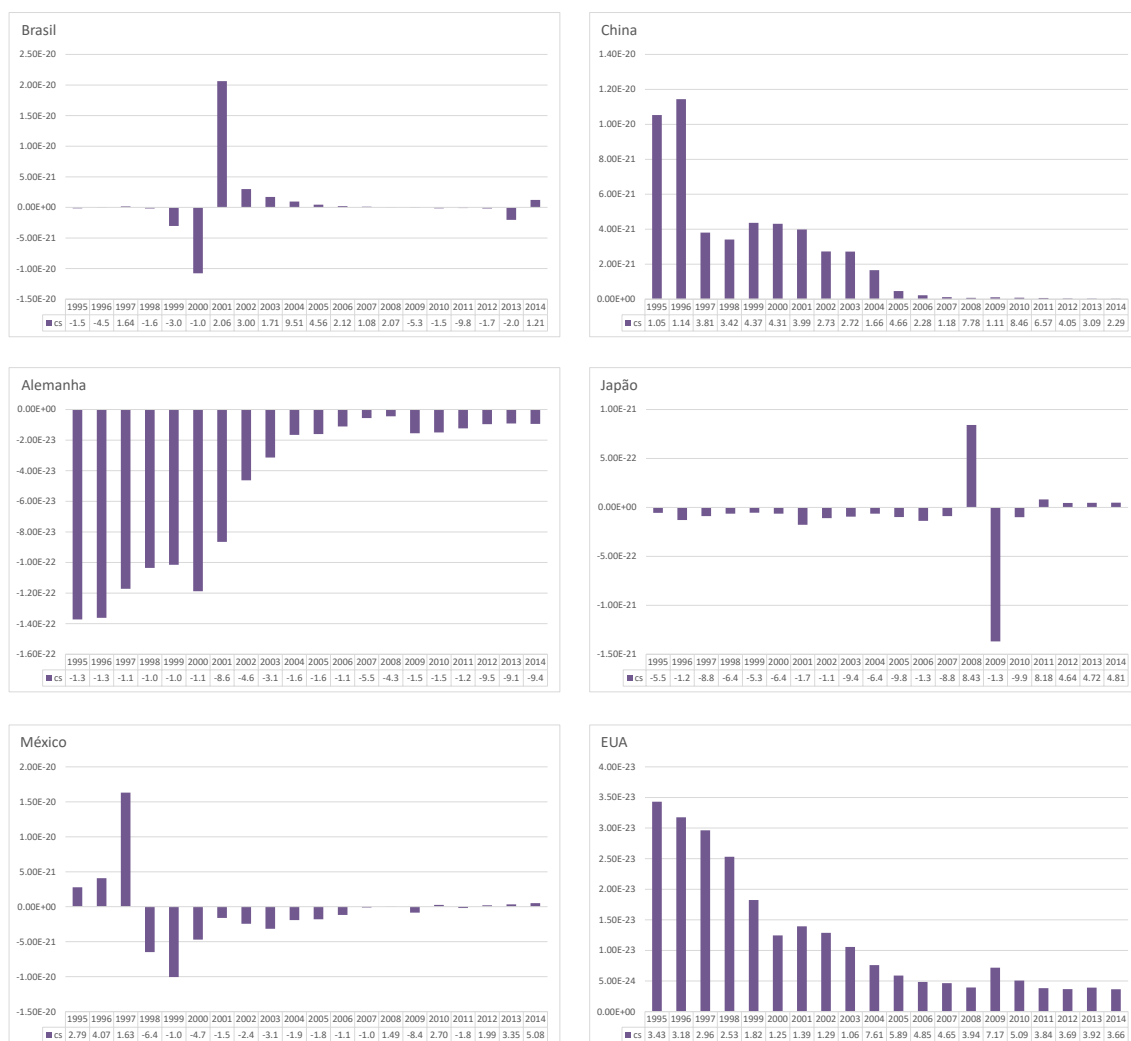 Brasil
2.50E-20
2.00E-20
1.50E-20
1.00E-20
5.00E-21
0.00E+00
-5.00E-21
-1.00E-20
-1.50E-20
1995 1996 1997 1998 1999 2000 2001 2002 2003 2004 2005 2006 2007 2008 2009 2010 2011 2012 2013 2014
cs -1.5 -4.5 1.64 -1.6 -3.0 -1.0 2.06 3.00 1.71 9.51 4.56 2.12 1.08 2.07 -5.3 -1.5 -9.8 -1.7 -2.0 1.21
China
1.40E-20
1.20E-20
1.00E-20
8.00E-21
6.00E-21
4.00E-21
2.00E-21
0.00E+00
1995 1996 1997 1998 1999 2000 2001 2002 2003 2004 2005 2006 2007 2008 2009 2010 2011 2012 2013 2014
cs 1.05 1.14 3.81 3.42 4.37 4.31 3.99 2.73 2.72 1.66 4.66 2.28 1.18 7.78 1.11 8.46 6.57 4.05 3.09 2.29
Alemanha
0.00E+00
-2.00E-23
-4.00E-23
-6.00E-23
-8.00E-23
-1.00E-22
-1.20E-22
-1.40E-22
-1.60E-22
1995 1996 1997 1998 1999 2000 2001 2002 2003 2004 2005 2006 2007 2008 2009 2010 2011 2012 2013 2014
cs -1.3 -1.3 -1.1 -1.0 -1.0 -1.1 -8.6 -4.6 -3.1 -1.6 -1.6 -1.1 -5.5 -4.3 -1.5 -1.5 -1.2 -9.5 -9.1 -9.4
Japão
1.00E-21
5.00E-22
0.00E+00
-5.00E-22
-1.00E-21
-1.50E-21
1995 1996 1997 1998 1999 2000 2001 2002 2003 2004 2005 2006 2007 2008 2009 2010 2011 2012 2013 2014
cs -5.5 -1.2 -8.8 -6.4 -5.3 -6.4 -1.7 -1.1 -9.4 -6.4 -9.8 -1.3 -8.8 8.43 -1.3 -9.9 8.18 4.64 4.72 4.81
México
2.00E-20
1.50E-20
1.00E-20
5.00E-21
0.00E+00
-5.00E-21
-1.00E-20
-1.50E-20
1995 1996 1997 1998 1999 2000 2001 2002 2003 2004 2005 2006 2007 2008 2009 2010 2011 2012 2013 2014
cs 2.79 4.07 1.63 -6.4 -1.0 -4.7 -1.5 -2.4 -3.1 -1.9 -1.8 -1.1 -1.0 1.49 -8.4 2.70 -1.8 1.99 3.35 5.08
EUA
4.00E-23
3.50E-23
3.00E-23
2.50E-23
2.00E-23
1.50E-23
1.00E-23
5.00E-24
0.00E+00
1995 1996 1997 1998 1999 2000 2001 2002 2003 2004 2005 2006 2007 2008 2009 2010 2011 2012 2013 2014
cs 3.43 3.18 2.96 2.53 1.82 1.25 1.39 1.29 1.06 7.61 5.89 4.85 4.65 3.94 7.17 5.09 3.84 3.69 3.92 3.66